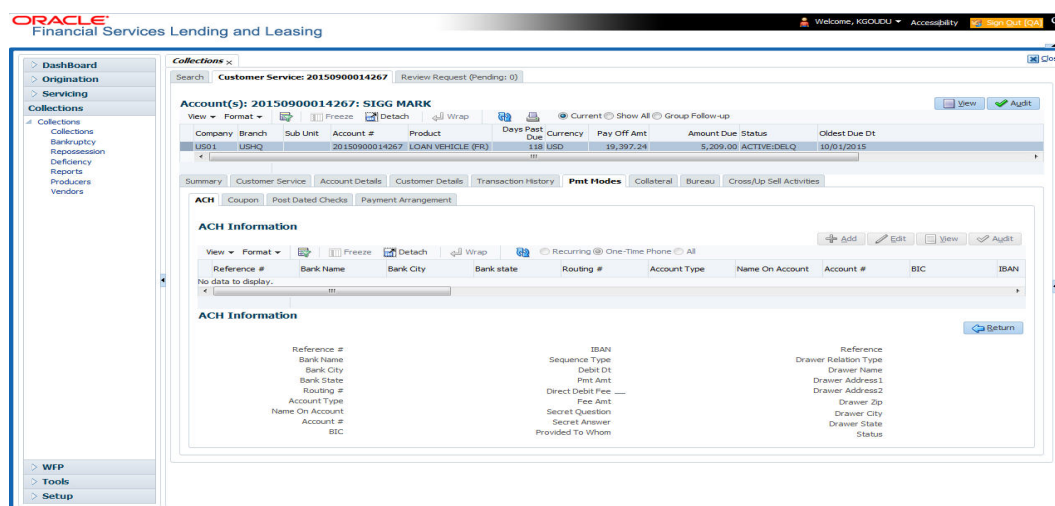 ORACLE
Financial Services Lending and Leasing
Welcome, KGOUDU Accessibility Sign Out [QA]
DashBoard
Origination
Servicing
Collections
Collections
Collections
Bankruptcy
Repossession
Deficiency
Reports
Producers
Vendors
WFP
Tools
Setup
Collections x
Clo
Search Customer Service: 20150900014267 Review Request (Pending: 0)
Account(s): 20150900014267: SIGG MARK
View Audit
View Format Freeze Detach Wrap Current Show All Group Follow-up
Company Branch Sub Unit Account # Product Days Past Due Currency Pay Off Amt Amount Due Status Oldest Due Dt
US01 USHQ 20150900014267 LOAN VEHICLE (FR) 118 USD 19,397.24 5,209.00 ACTIVE:DELQ 10/01/2015
Summary Customer Service Account Details Customer Details Transaction History Pmt Modes Collateral Bureau Cross/Up Sell Activities
ACH Coupon Post Dated Checks Payment Arrangement
ACH Information
Add Edit View Audit
View Format Freeze Detach Wrap Recurring One-Time Phone All
Reference # Bank Name Bank City Bank state Routing # Account Type Name On Account Account # BIC IBAN
No data to display.
ACH Information
Return
Reference # IBAN Reference
Bank Name Sequence Type Drawer Relation Type
Bank City Debit Dt Drawer Name
Bank State Pmt Amt Drawer Address1
Routing # Direct Debit Fee Drawer Address2
Account Type Fee Amt Drawer Zip
Name On Account Secret Question Drawer City
Account # Secret Answer Drawer State
BIC Provided To Whom Status